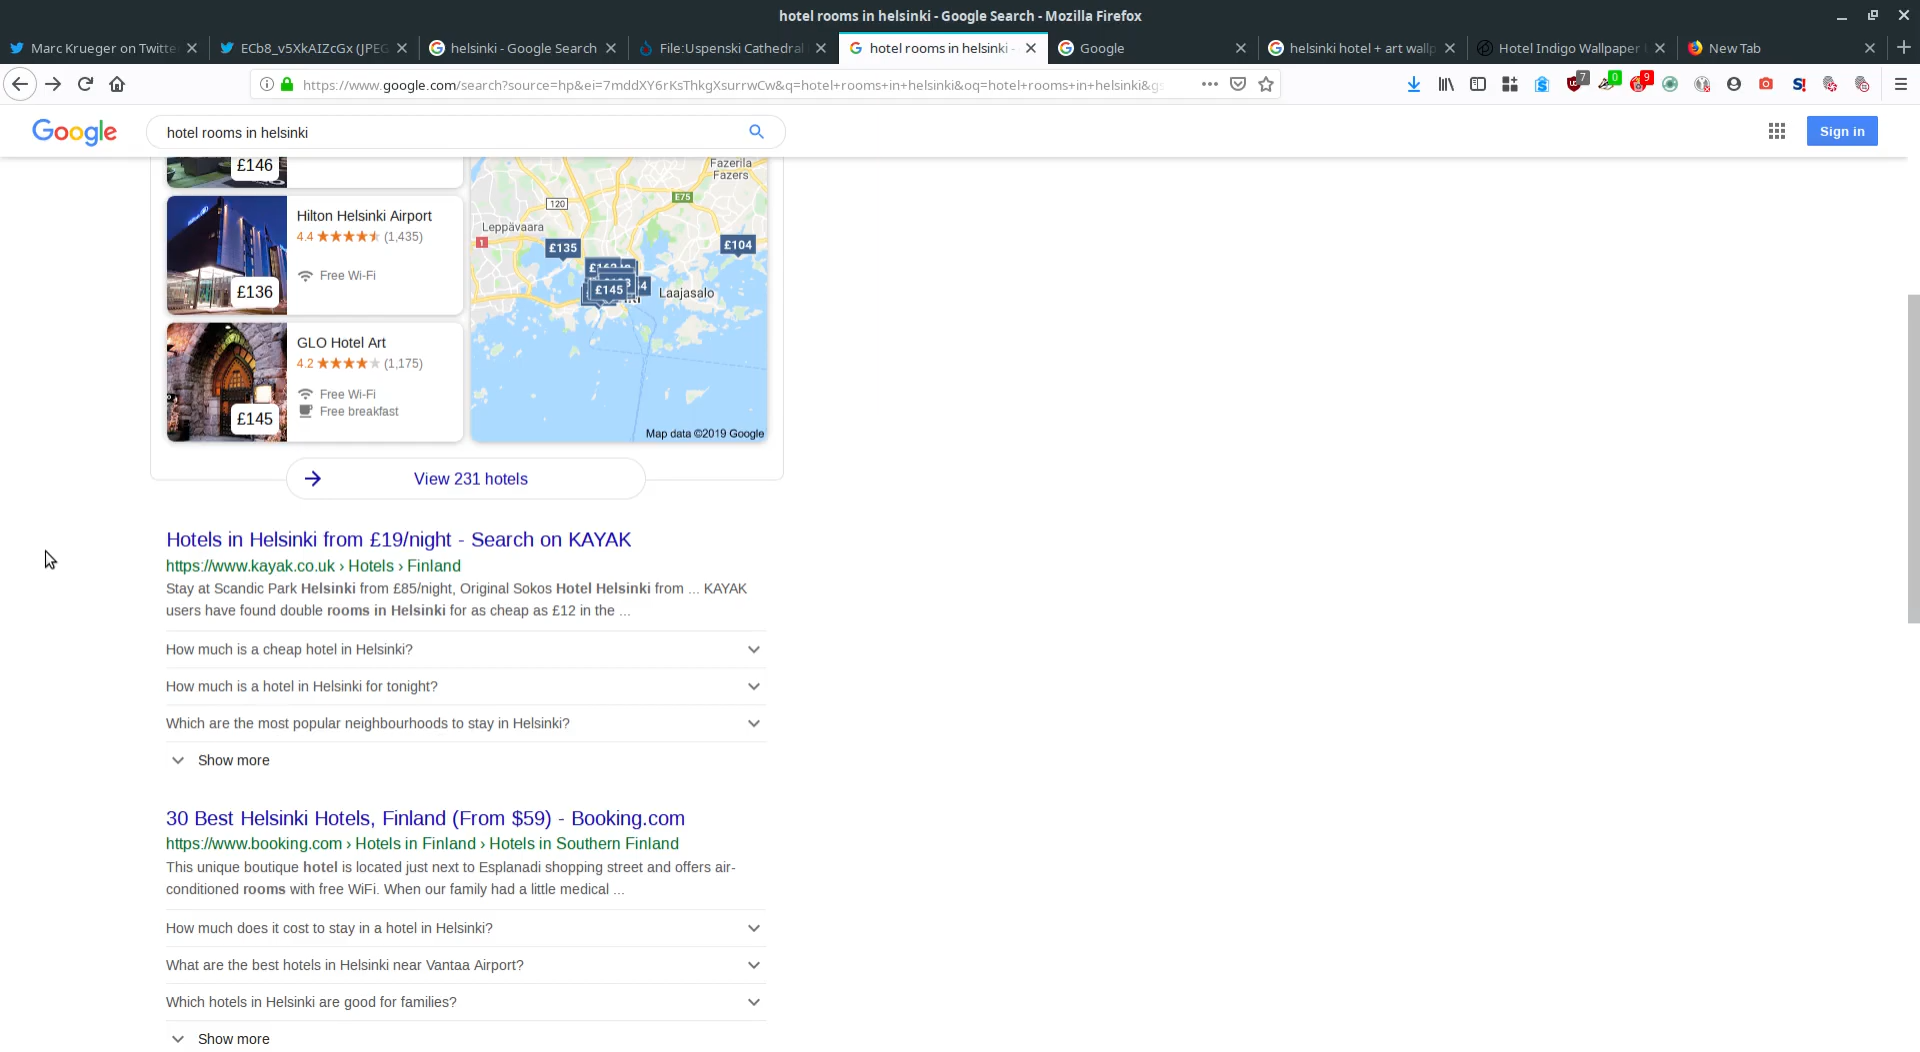 hotel rooms in helsinki - Google Search - Mozilla Firefox
Marc Krueger on Twitte
ECb8_v5XkAIZcGx (JPEG
helsinki - Google Search
File:Uspenski Cathedral
hotel rooms in helsinki -
Google
helsinki hotel + art wallp
Hotel Indigo Wallpaper
New Tab
https://www.google.com/search?source=hp&ei=7mddXY6rKsThkgXsurrwCw&q=hotel+rooms+in+helsinki&oq=hotel+rooms+in+helsinki&gs
7
0
9
Google
hotel rooms in helsinki
Sign in
£146
Hilton Helsinki Airport
4.4 (1,435)
Free Wi-Fi
£136
GLO Hotel Art
4.2 (1,175)
Free Wi-Fi
Free breakfast
£145
Fazerila
Fazers
E75
120
Leppävaara
1
£135
£104
£145
Laajasalo
Map data ©2019 Google
View 231 hotels
Hotels in Helsinki from £19/night - Search on KAYAK
https://www.kayak.co.uk › Hotels › Finland
Stay at Scandic Park Helsinki from £85/night, Original Sokos Hotel Helsinki from ... KAYAK
users have found double rooms in Helsinki for as cheap as £12 in the ...
How much is a cheap hotel in Helsinki?
How much is a hotel in Helsinki for tonight?
Which are the most popular neighbourhoods to stay in Helsinki?
Show more
30 Best Helsinki Hotels, Finland (From $59) - Booking.com
https://www.booking.com › Hotels in Finland › Hotels in Southern Finland
This unique boutique hotel is located just next to Esplanadi shopping street and offers air-
conditioned rooms with free WiFi. When our family had a little medical ...
How much does it cost to stay in a hotel in Helsinki?
What are the best hotels in Helsinki near Vantaa Airport?
Which hotels in Helsinki are good for families?
Show more